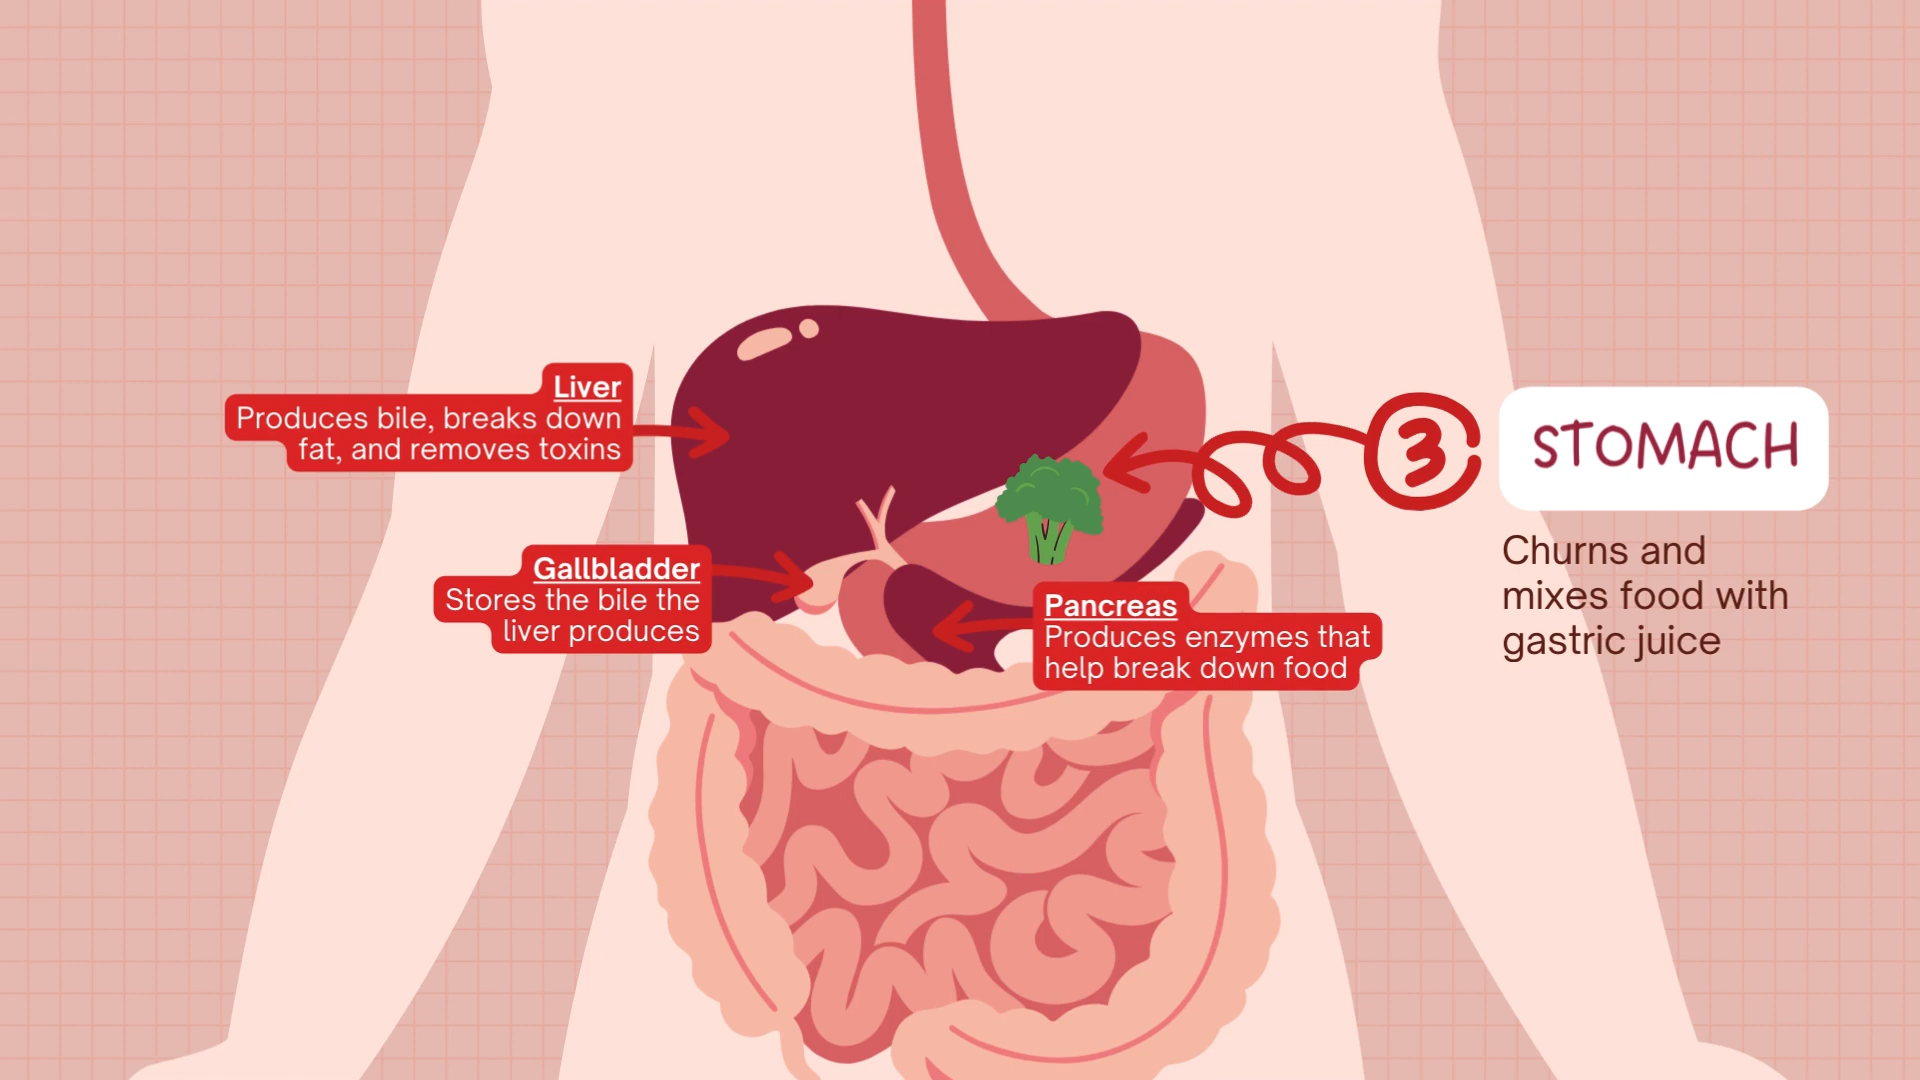 Liver
Produces bile, breaks down
fat, and removes toxins
3
STOMACH
Churns and
mixes food with
gastric juice
Gallbladder
Stores the bile the
liver produces
Pancreas
Produces enzymes that
help break down food